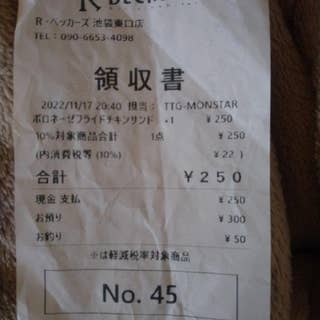 R・ベッカーズ 池袋東口店
TEL：090-6653-4098
領収書
2022/11/17 20:40 担当： TTG-MONSTAR
ボロネーゼフライドチキンサンド ×1 ¥250
10%対象商品合計 1点 ¥250
(内消費税等 (10%) ¥22 )
合計 ¥250
現金 支払 ¥250
お預り ¥300
お釣り ¥50
※は軽減税率対象商品
No. 45